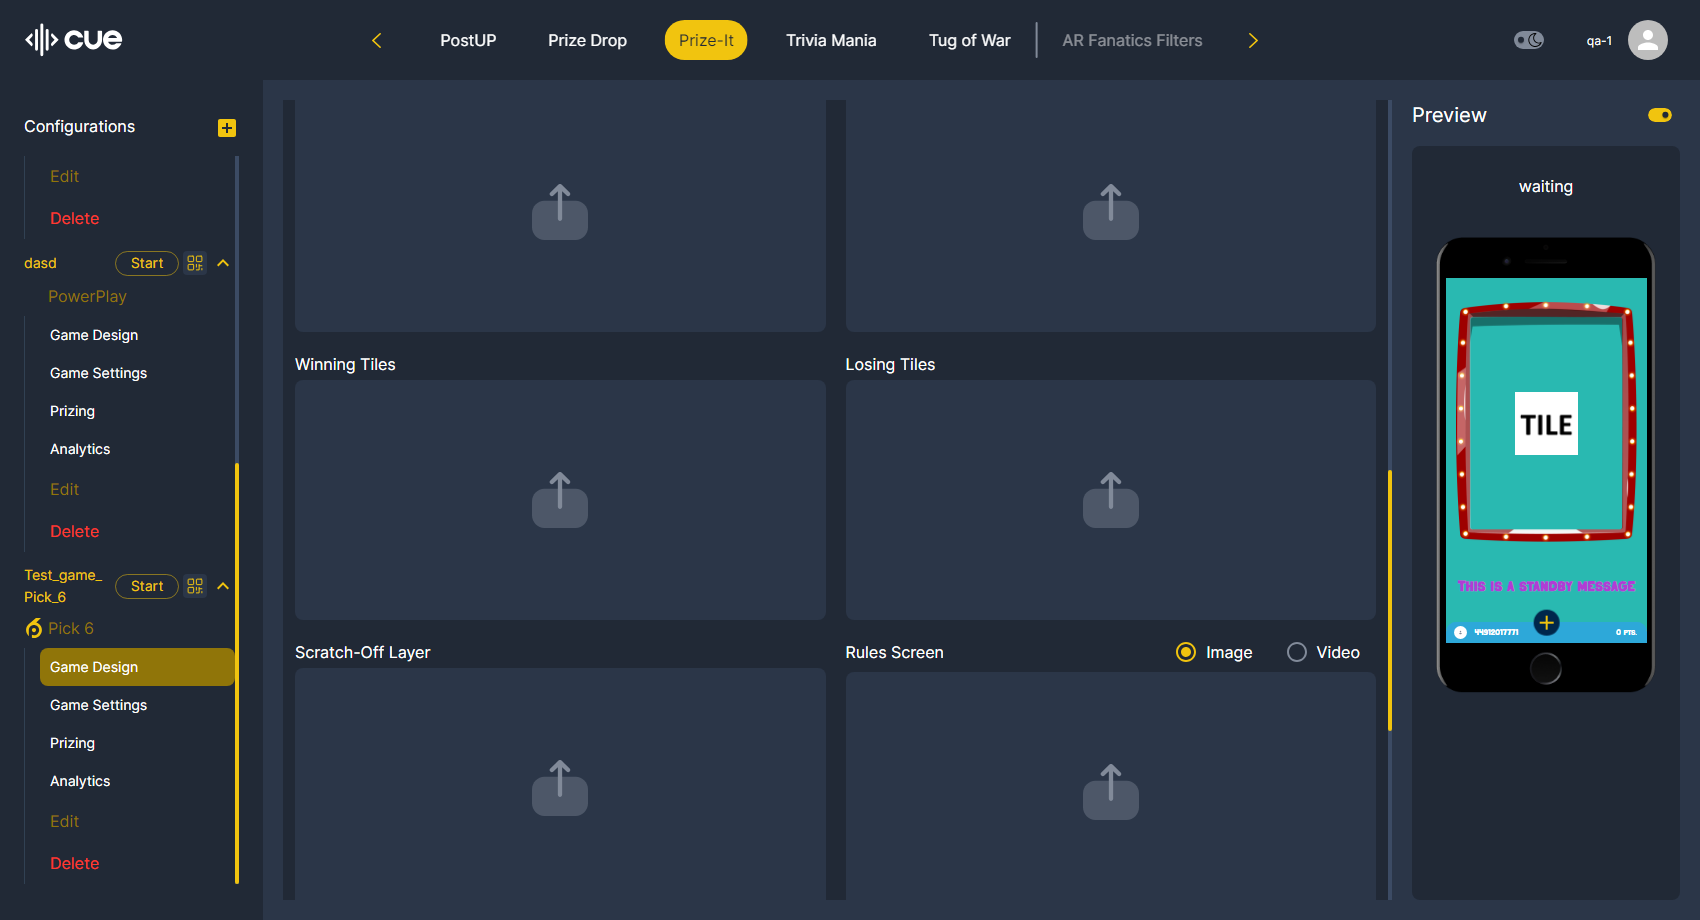 cue
PostUP
Prize Drop
Prize-It
Trivia Mania
Tug of War
AR Fanatics Filters
qa-1
Configurations
Edit
Delete
dasd
Start
PowerPlay
Game Design
Game Settings
Prizing
Analytics
Edit
Delete
Test_game_
Pick_6
Start
Pick 6
Game Design
Game Settings
Prizing
Analytics
Edit
Delete
Winning Tiles
Losing Tiles
Scratch-Off Layer
Rules Screen
Image
Video
Preview
waiting
TILE
THIS IS A STANDBY MESSAGE
44912017771
0 PTS.